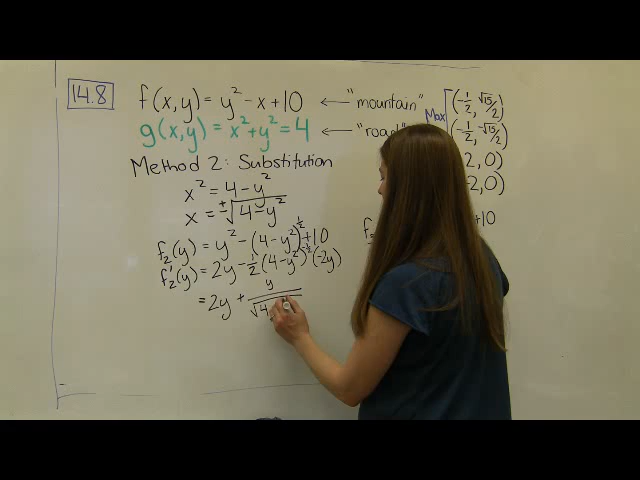 14.8
f(x,y) = y² - x + 10 ← "mountain"
g(x,y) = x² + y² = 4 ← "road"
Method 2: Substitution
x² = 4 - y²
x = ±√(4 - y²)
f₂(y) = y² - (4 - y²)^½ + 10
f₂'(y) = 2y - ½(4 - y²)^-½ (-2y)
= 2y + y/√4
Max (-½, √15/2)
(-½, -√15/2)
, 0)
2, 0)
f₂
+10